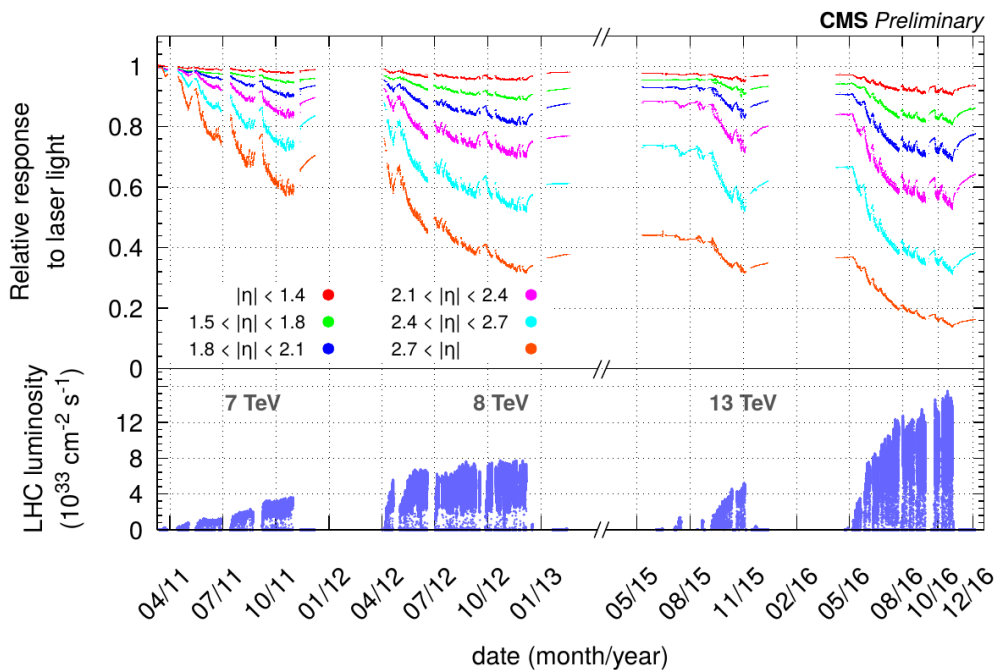 CMS Preliminary
Relative response
to laser light
1
0.8
0.6
0.4
0.2
0
|η| < 1.4
1.5 < |η| < 1.8
1.8 < |η| < 2.1
2.1 < |η| < 2.4
2.4 < |η| < 2.7
2.7 < |η|
LHC luminosity
(10³³ cm⁻² s⁻¹)
12
8
4
0
7 TeV
8 TeV
13 TeV
04/11
07/11
10/11
01/12
04/12
07/12
10/12
01/13
05/15
08/15
11/15
02/16
05/16
08/16
10/16
12/16
date (month/year)